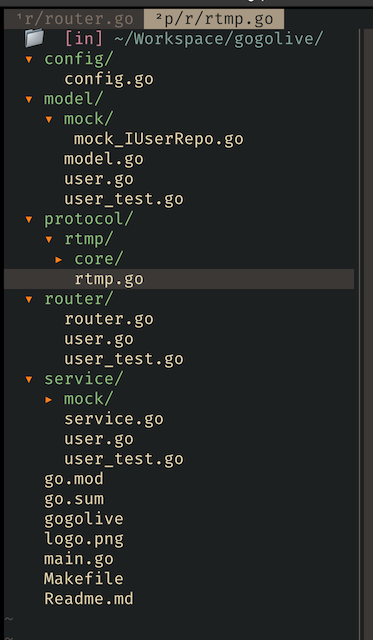 ¹r/router.go ²p/r/rtmp.go
[in] ~/Workspace/gogolive/
▾ config/
config.go
▾ model/
▾ mock/
mock_IUserRepo.go
model.go
user.go
user_test.go
▾ protocol/
▾ rtmp/
▸ core/
rtmp.go
▾ router/
router.go
user.go
user_test.go
▾ service/
▸ mock/
service.go
user.go
user_test.go
go.mod
go.sum
gogolive
logo.png
main.go
Makefile
Readme.md
~